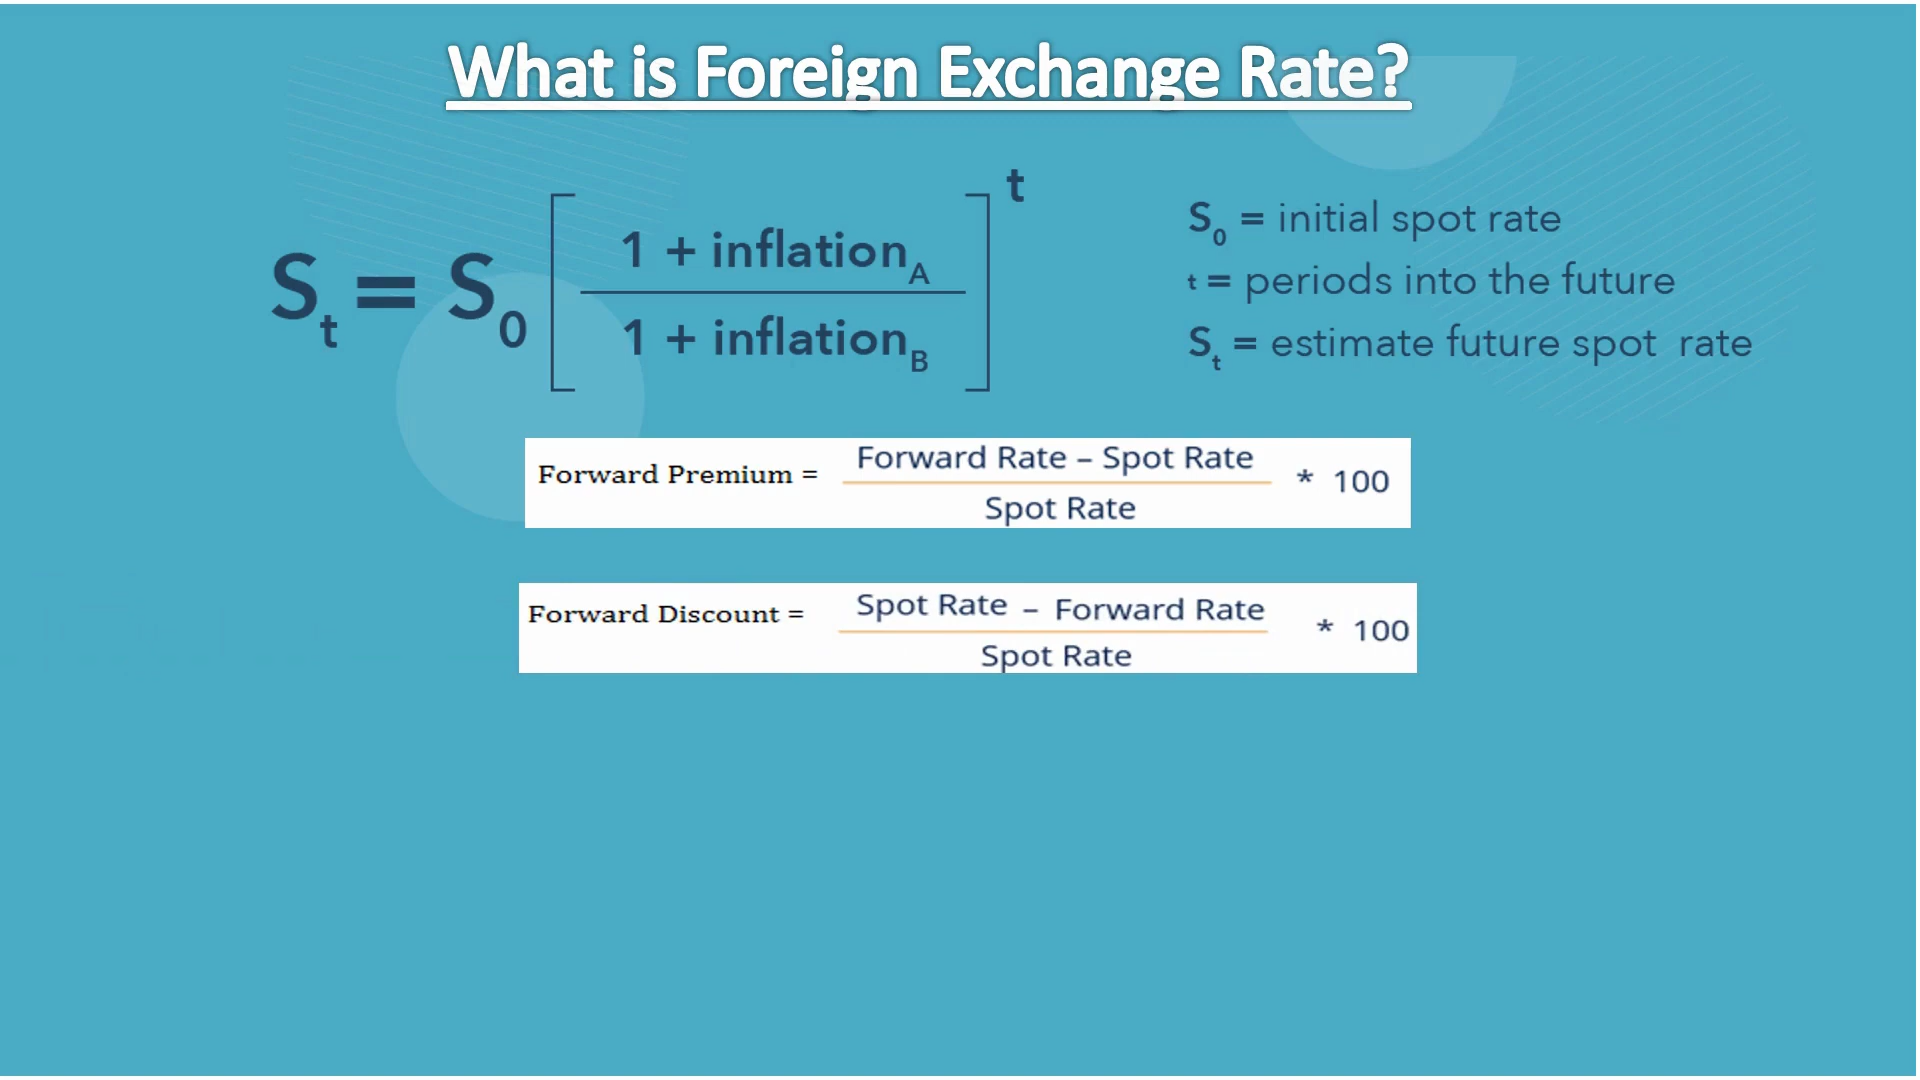 What is Foreign Exchange Rate?
Sₜ = S₀ [ (1 + inflation_A) / (1 + inflation_B) ]ᵗ
S₀ = initial spot rate
t = periods into the future
Sₜ = estimate future spot rate
Forward Premium = (Forward Rate – Spot Rate) / Spot Rate * 100
Forward Discount = (Spot Rate – Forward Rate) / Spot Rate * 100